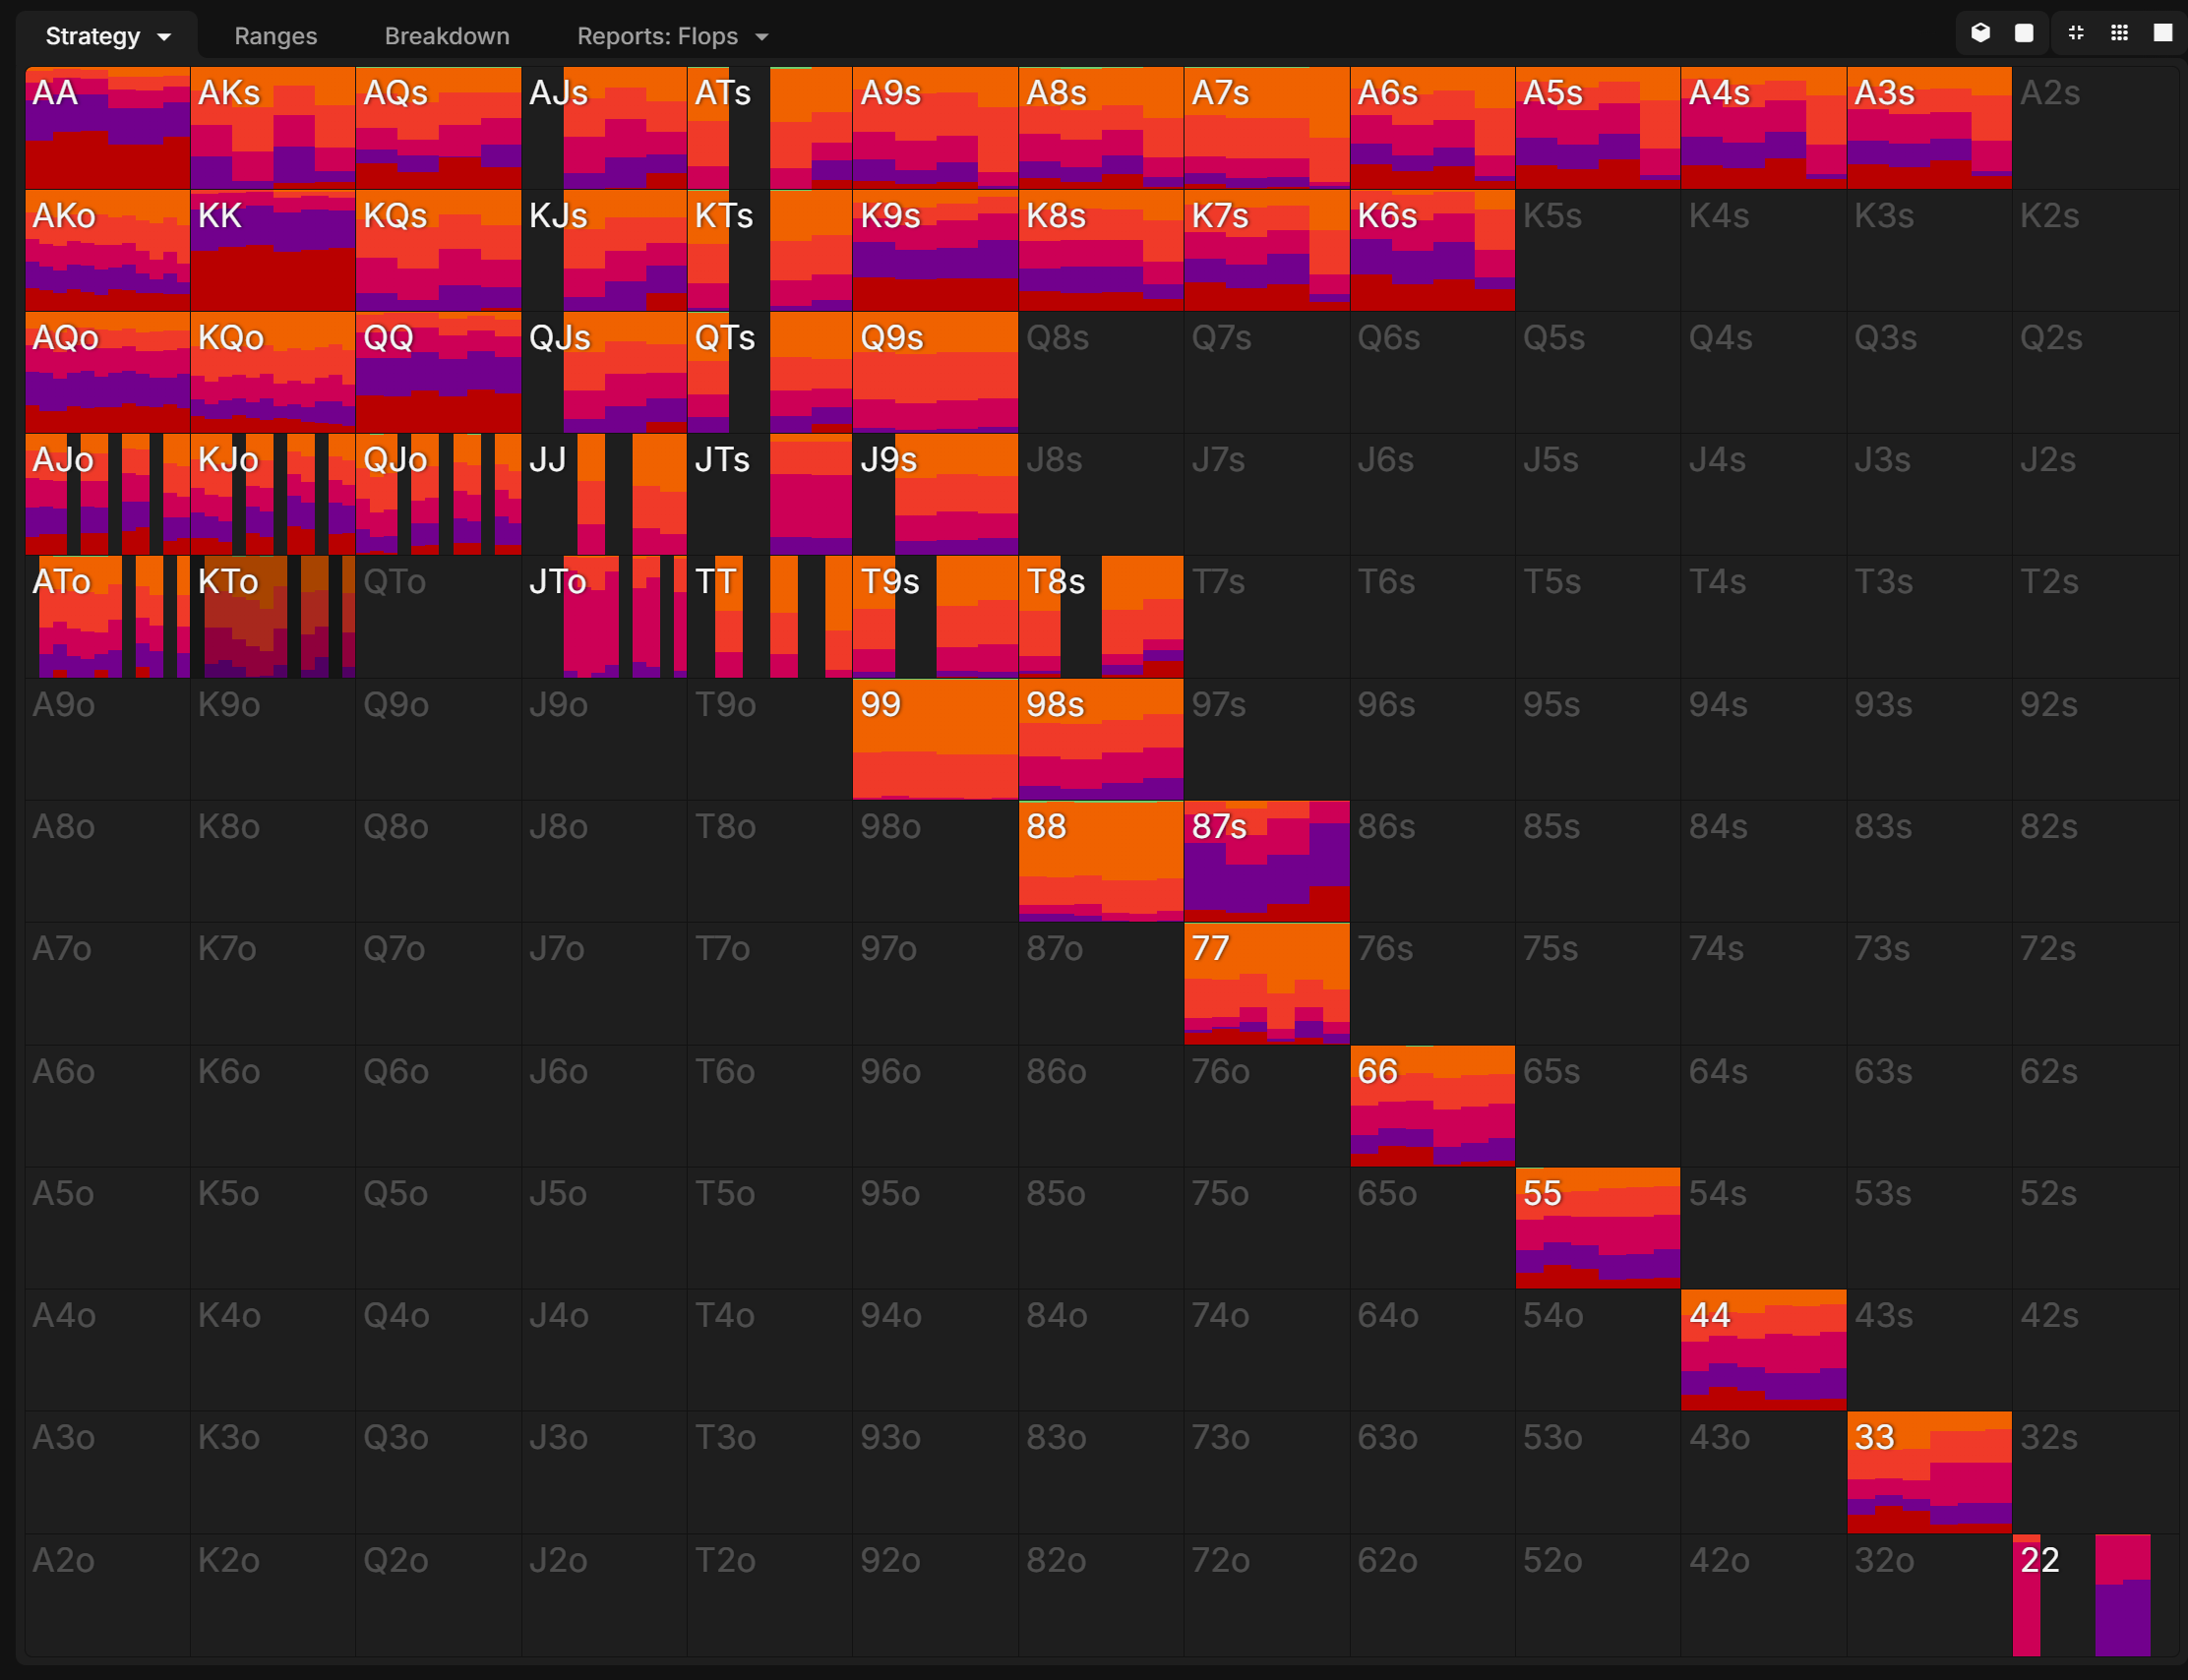 Strategy Ranges Breakdown Reports: Flops
AA AKs AQs AJs ATs A9s A8s A7s A6s A5s A4s A3s A2s
AKo KK KQs KJs KTs K9s K8s K7s K6s K5s K4s K3s K2s
AQo KQo QQ QJs QTs Q9s Q8s Q7s Q6s Q5s Q4s Q3s Q2s
AJo KJo QJo JJ JTs J9s J8s J7s J6s J5s J4s J3s J2s
ATo KTo QTo JTo TT T9s T8s T7s T6s T5s T4s T3s T2s
A9o K9o Q9o J9o T9o 99 98s 97s 96s 95s 94s 93s 92s
A8o K8o Q8o J8o T8o 98o 88 87s 86s 85s 84s 83s 82s
A7o K7o Q7o J7o T7o 97o 87o 77 76s 75s 74s 73s 72s
A6o K6o Q6o J6o T6o 96o 86o 76o 66 65s 64s 63s 62s
A5o K5o Q5o J5o T5o 95o 85o 75o 65o 55 54s 53s 52s
A4o K4o Q4o J4o T4o 94o 84o 74o 64o 54o 44 43s 42s
A3o K3o Q3o J3o T3o 93o 83o 73o 63o 53o 43o 33 32s
A2o K2o Q2o J2o T2o 92o 82o 72o 62o 52o 42o 32o 22